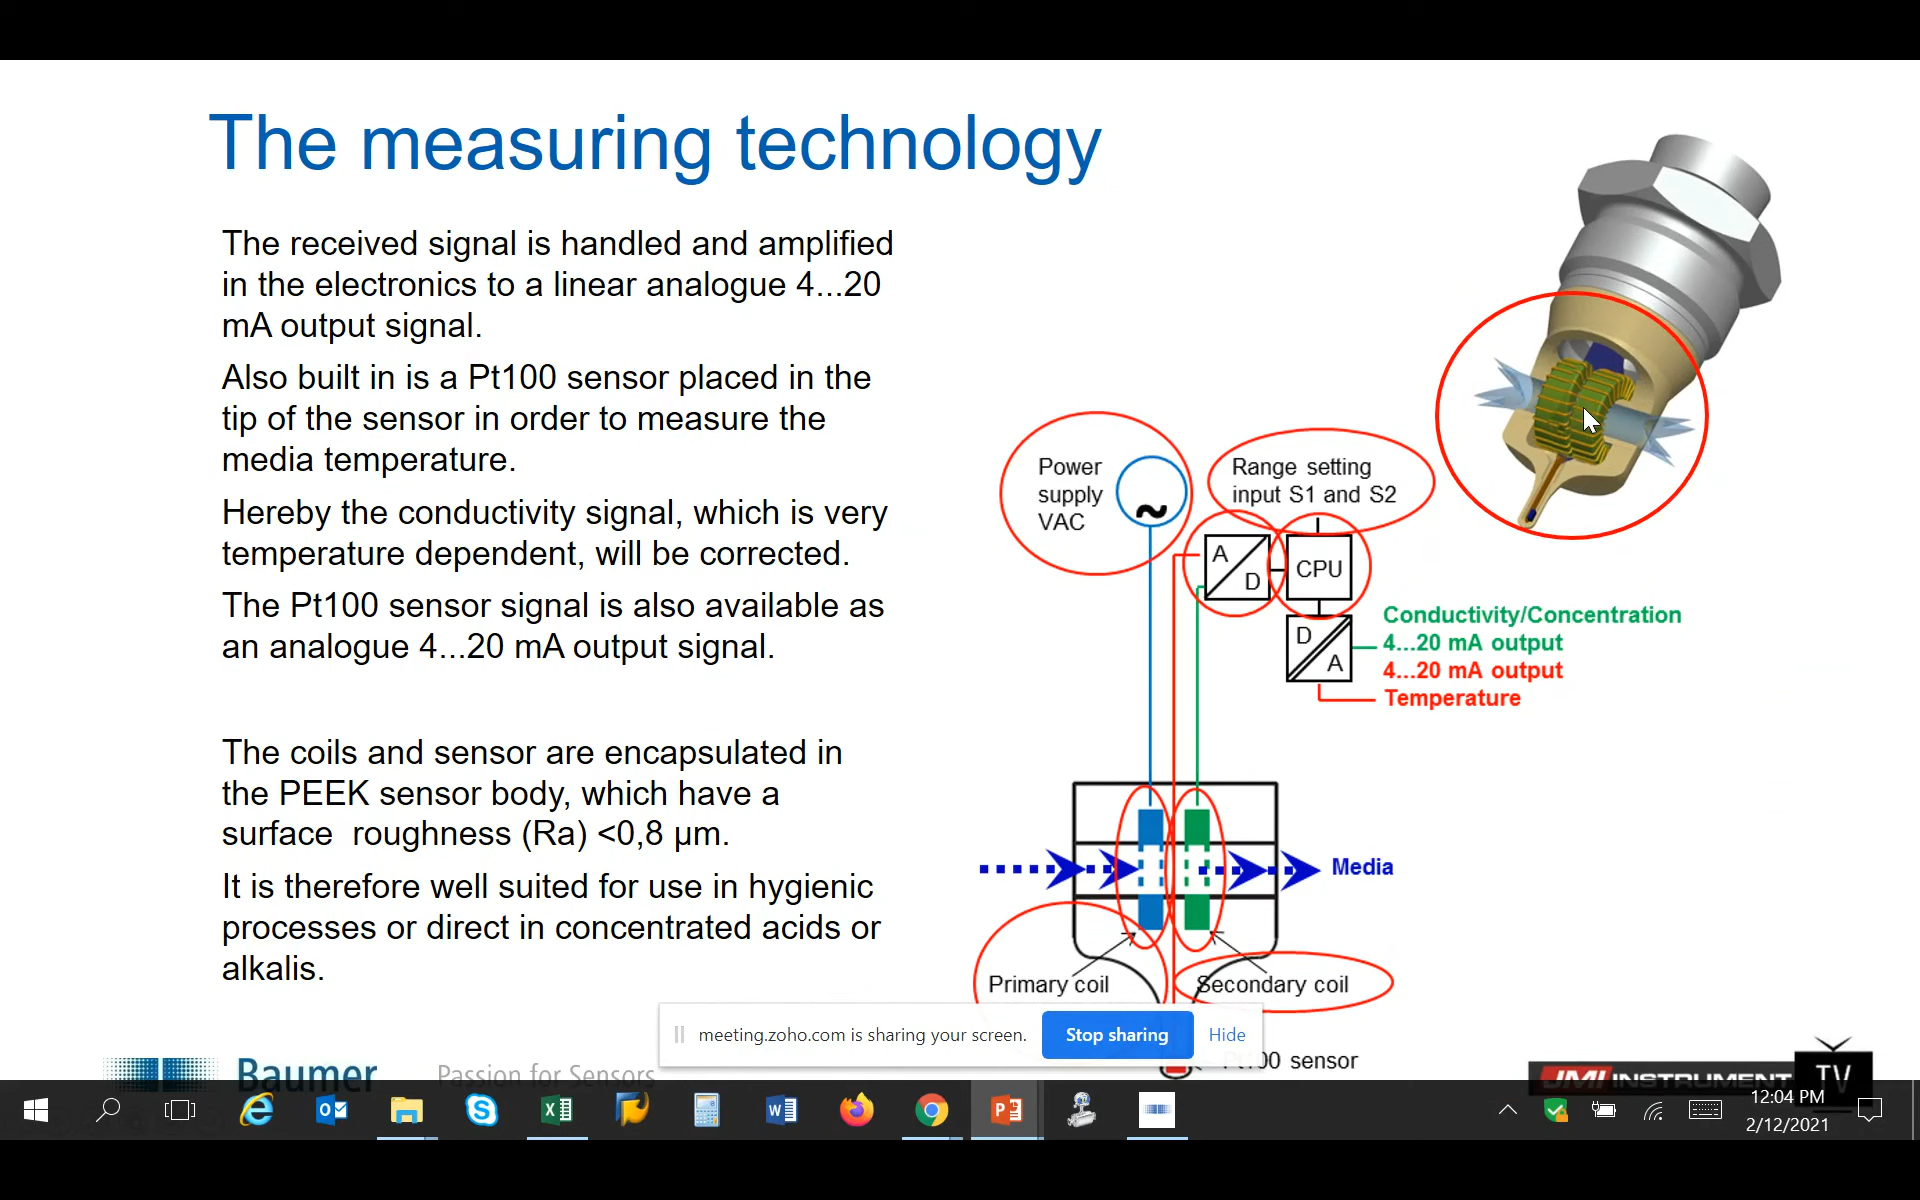 The measuring technology
The received signal is handled and amplified
in the electronics to a linear analogue 4...20
mA output signal.
Also built in is a Pt100 sensor placed in the
tip of the sensor in order to measure the
media temperature.
Hereby the conductivity signal, which is very
temperature dependent, will be corrected.
The Pt100 sensor signal is also available as
an analogue 4...20 mA output signal.
The coils and sensor are encapsulated in
the PEEK sensor body, which have a
surface roughness (Ra) <0,8 µm.
It is therefore well suited for use in hygienic
processes or direct in concentrated acids or
alkalis.
Power
supply
VAC
Range setting
input S1 and S2
A
D
CPU
D
A
Conductivity/Concentration
4...20 mA output
4...20 mA output
Temperature
Media
Primary coil
Secondary coil
Pt100 sensor
meeting.zoho.com is sharing your screen.
Stop sharing
Hide
Baumer
Passion for Sensors
JMI INSTRUMENT
TV
12:04 PM
2/12/2021